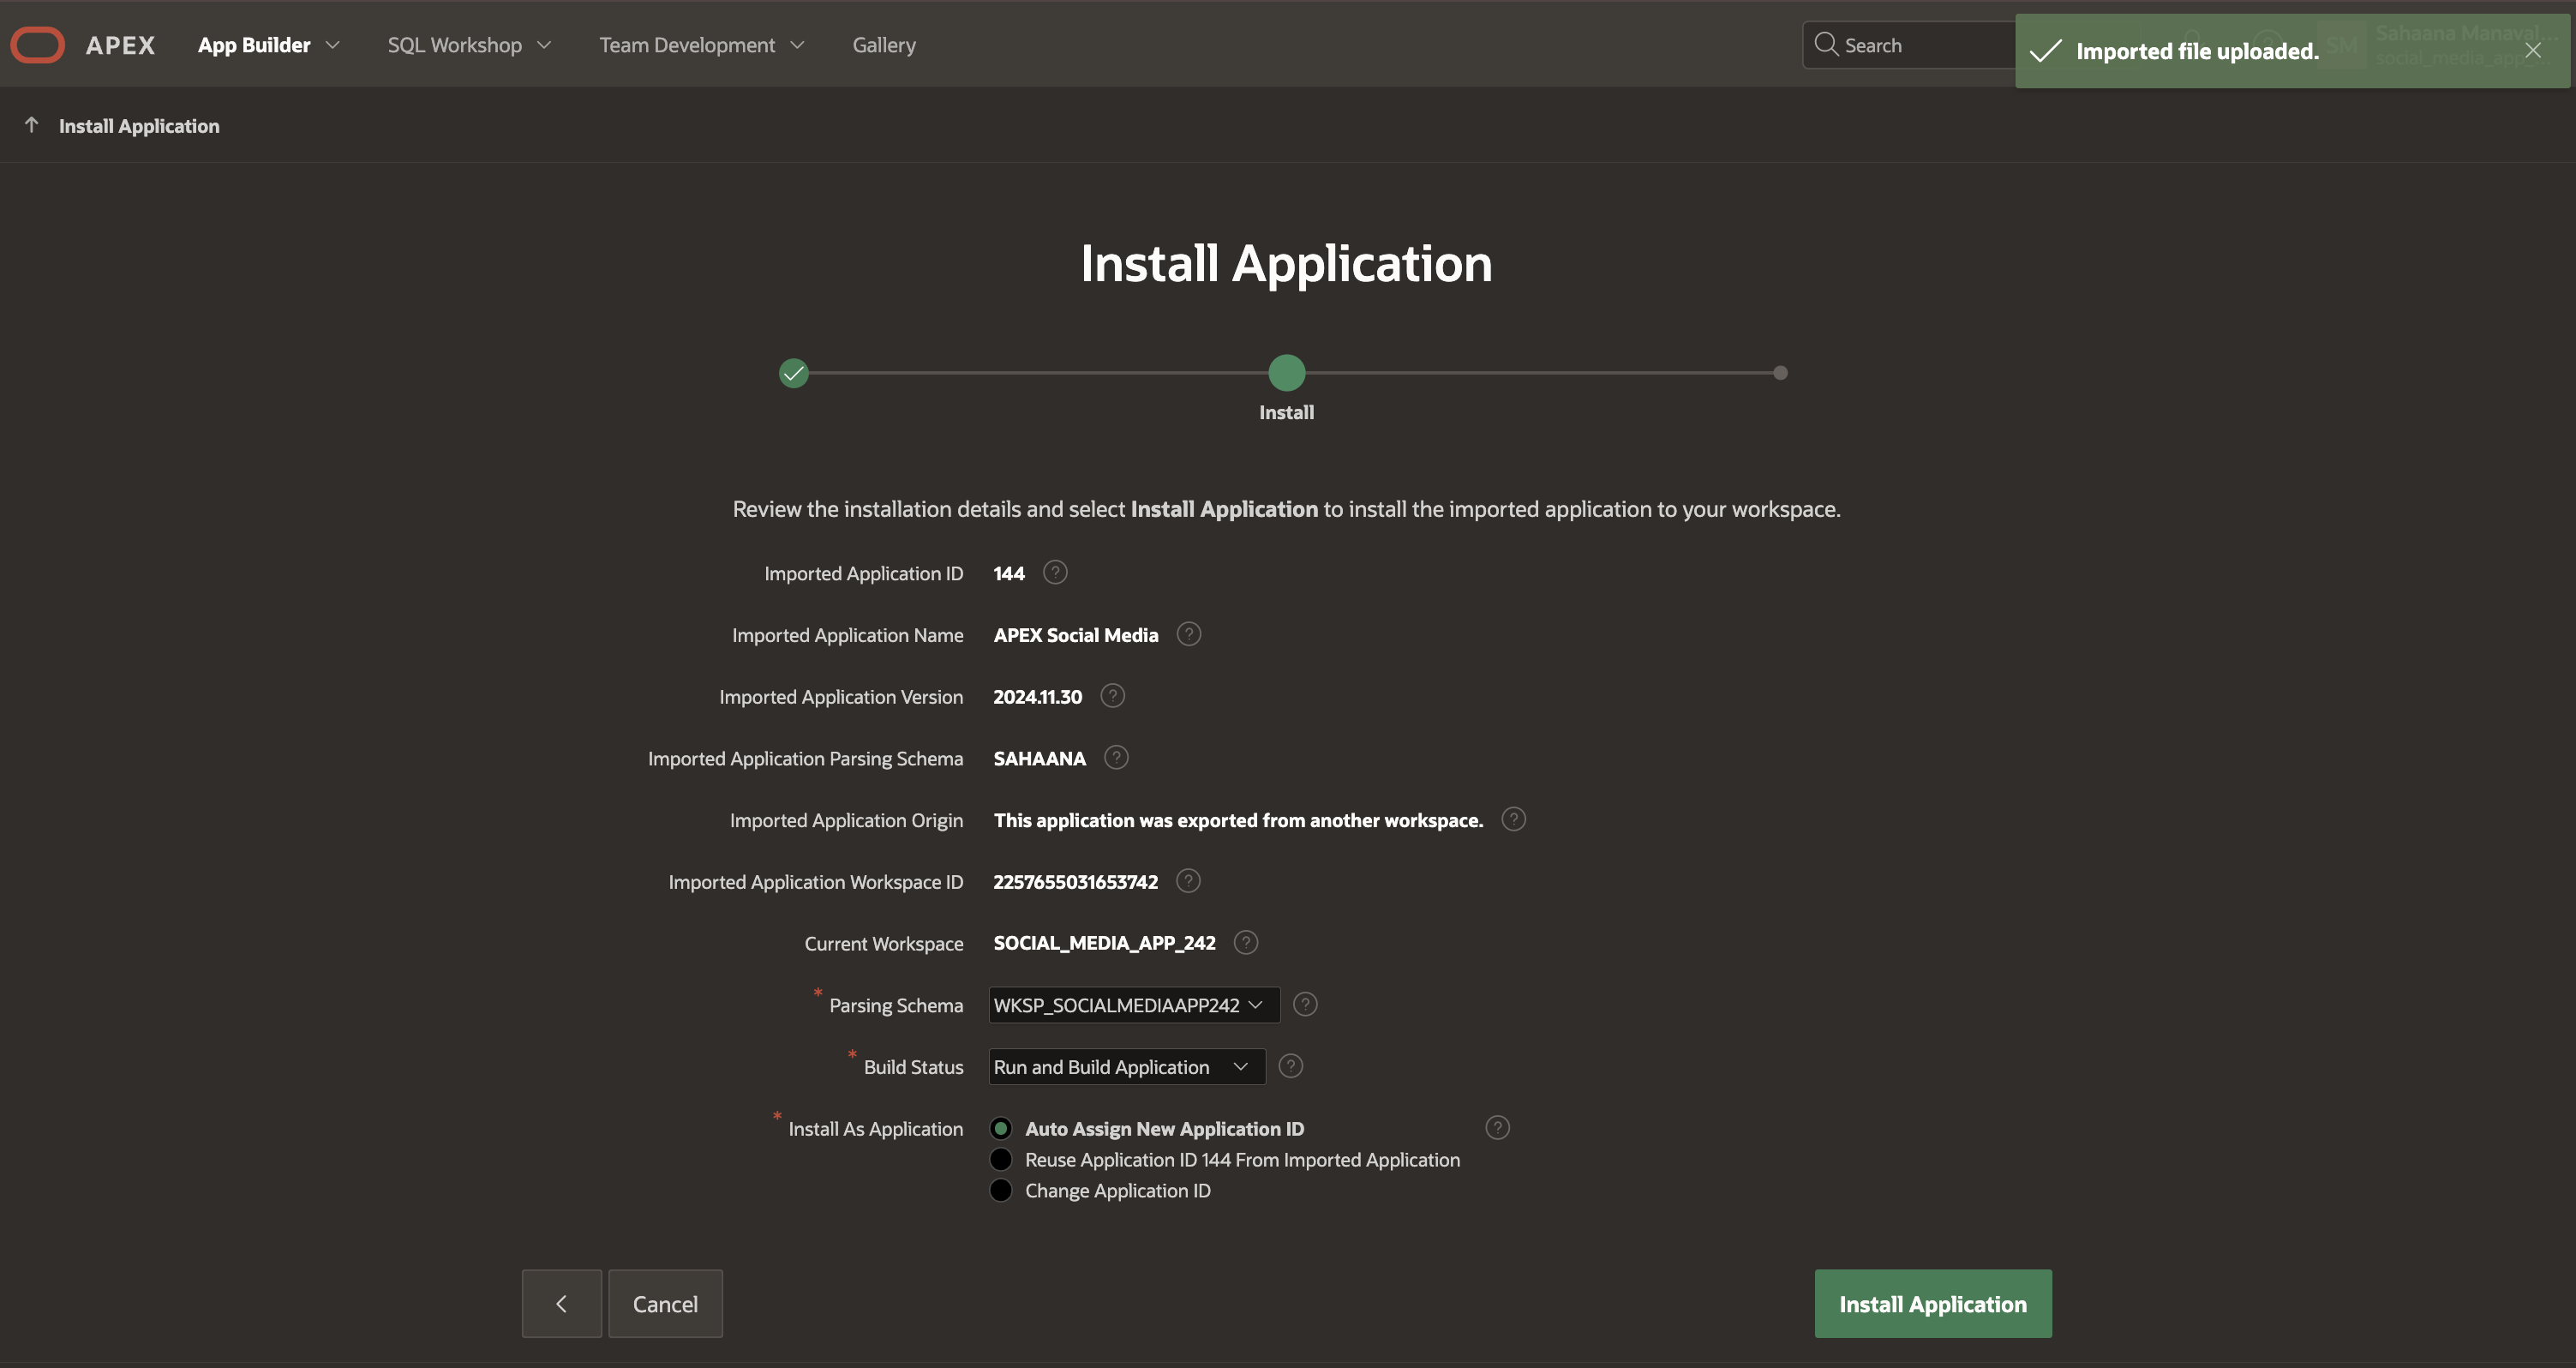 APEX
App Builder
SQL Workshop
Team Development
Gallery
Search
Imported file uploaded.
SM
Sahaana Manaval...
Install Application
Install Application
Install
Review the installation details and select Install Application to install the imported application to your workspace.
Imported Application ID 144
Imported Application Name APEX Social Media
Imported Application Version 2024.11.30
Imported Application Parsing Schema SAHAANA
Imported Application Origin This application was exported from another workspace.
Imported Application Workspace ID 2257655031653742
Current Workspace SOCIAL_MEDIA_APP_242
* Parsing Schema WKSP_SOCIALMEDIAAPP242
* Build Status Run and Build Application
* Install As Application Auto Assign New Application ID
Reuse Application ID 144 From Imported Application
Change Application ID
Cancel
Install Application